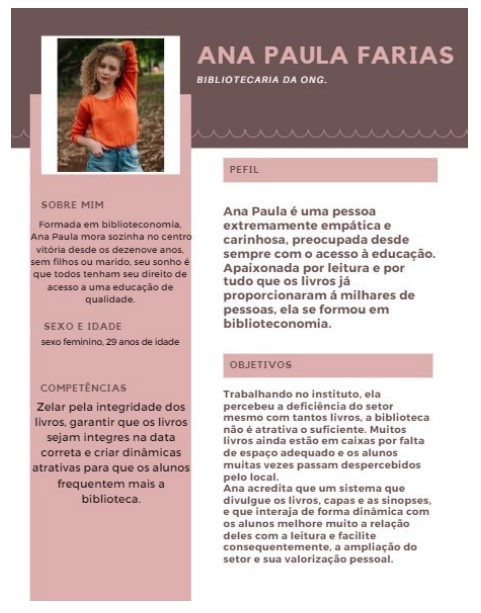 ANA PAULA FARIAS
BIBLIOTECARIA DA ONG.
SOBRE MIM
Formada em biblioteconomia,
Ana Paula mora sozinha no centro
vitória desde os dezenove anos,
sem filhos ou marido, seu sonho é
que todos tenham seu direito de
acesso a uma educação de
qualidade.
SEXO E IDADE
sexo feminino, 29 anos de idade
COMPETÊNCIAS
Zelar pela integridade dos
livros, garantir que os livros
sejam integres na data
correta e criar dinâmicas
atrativas para que os alunos
frequentem mais a
biblioteca.
PEFIL
Ana Paula é uma pessoa
extremamente empática e
carinhosa, preocupada desde
sempre com o acesso à educação.
Apaixonada por leitura e por
tudo que os livros já
proporcionaram á milhares de
pessoas, ela se formou em
biblioteconomia.
OBJETIVOS
Trabalhando no instituto, ela
percebeu a deficiência do setor
mesmo com tantos livros, a biblioteca
não é atrativa o suficiente. Muitos
livros ainda estão em caixas por falta
de espaço adequado e os alunos
muitas vezes passam despercebidos
pelo local.
Ana acredita que um sistema que
divulgue os livros, capas e as sinopses,
e que interaja de forma dinâmica com
os alunos melhore muito a relação
deles com a leitura e facilite
consequentemente, a ampliação do
setor e sua valorização pessoal.